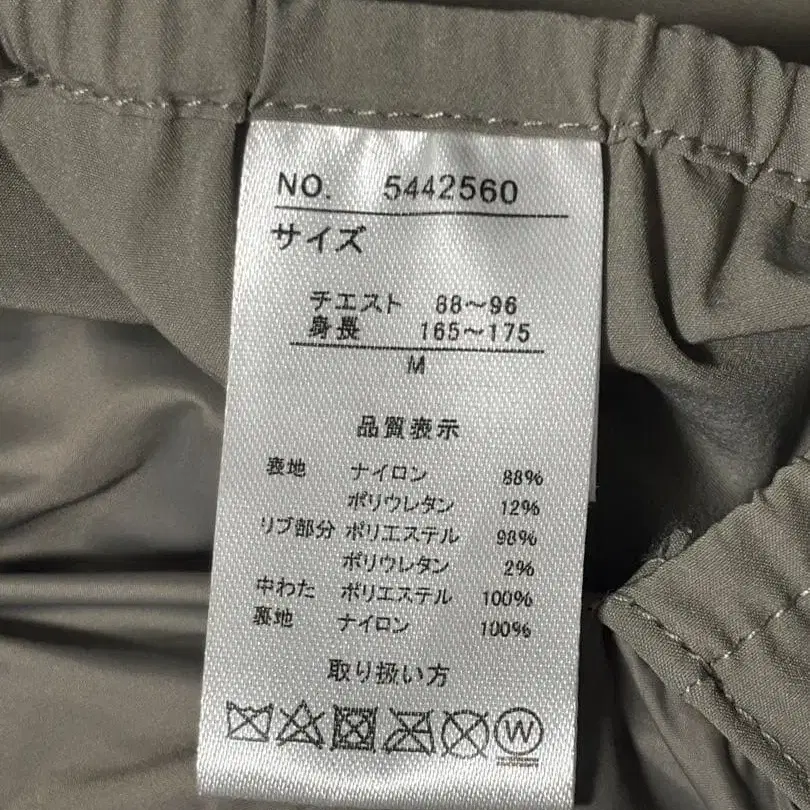 NO. 5442560
サイズ
チエスト 88～96
身長 165～175
M
品質表示
表地 ナイロン 88%
ポリウレタン 12%
リブ部分 ポリエステル 98%
ポリウレタン 2%
中わた ポリエステル 100%
裏地 ナイロン 100%
取り扱い方
W